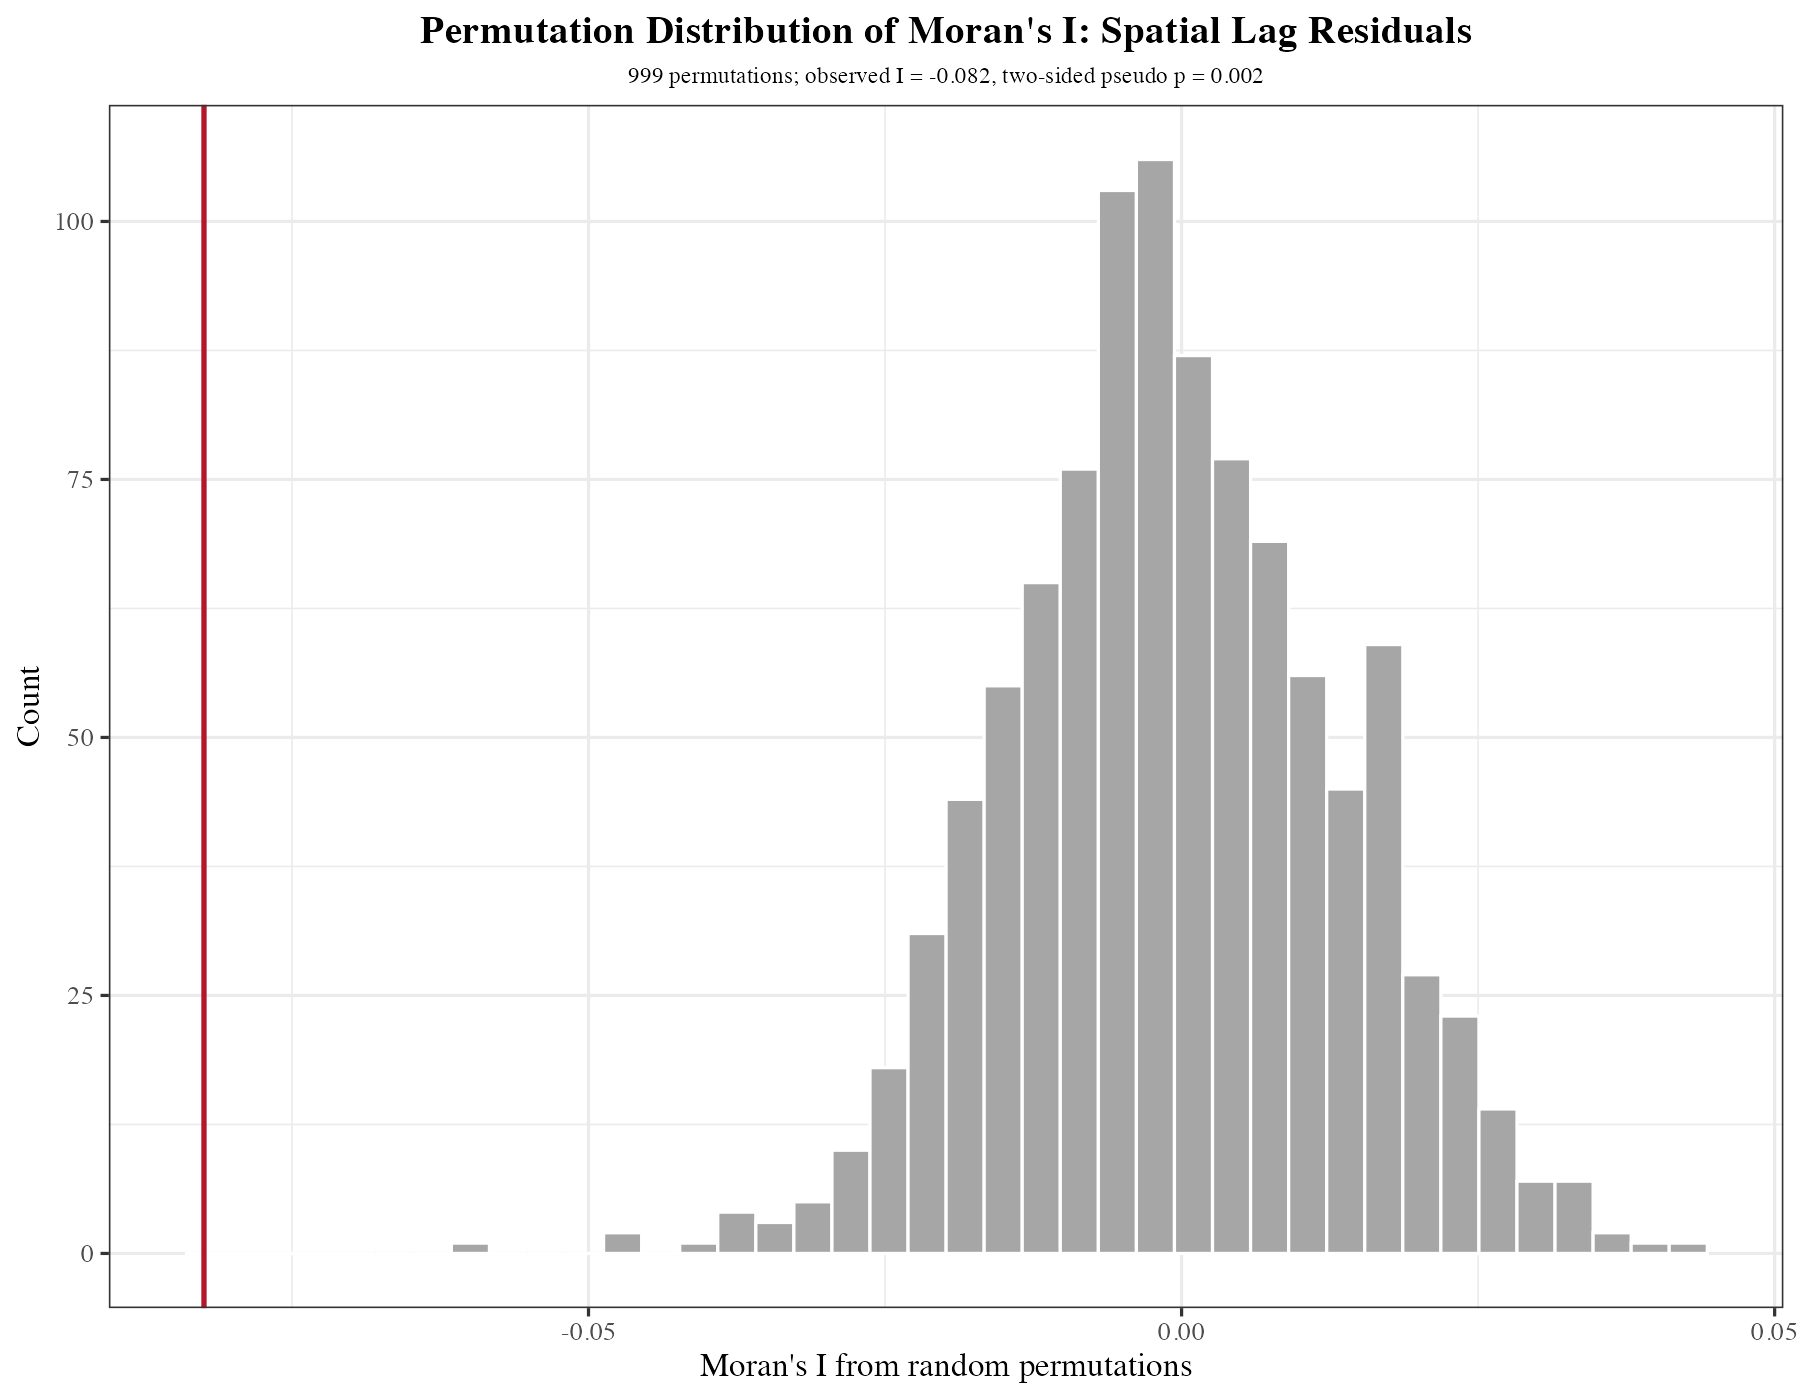 Permutation Distribution of Moran's I: Spatial Lag Residuals
999 permutations; observed I = -0.082, two-sided pseudo p = 0.002
100
75
50
25
0
Count
-0.05
0.00
0.05
Moran's I from random permutations